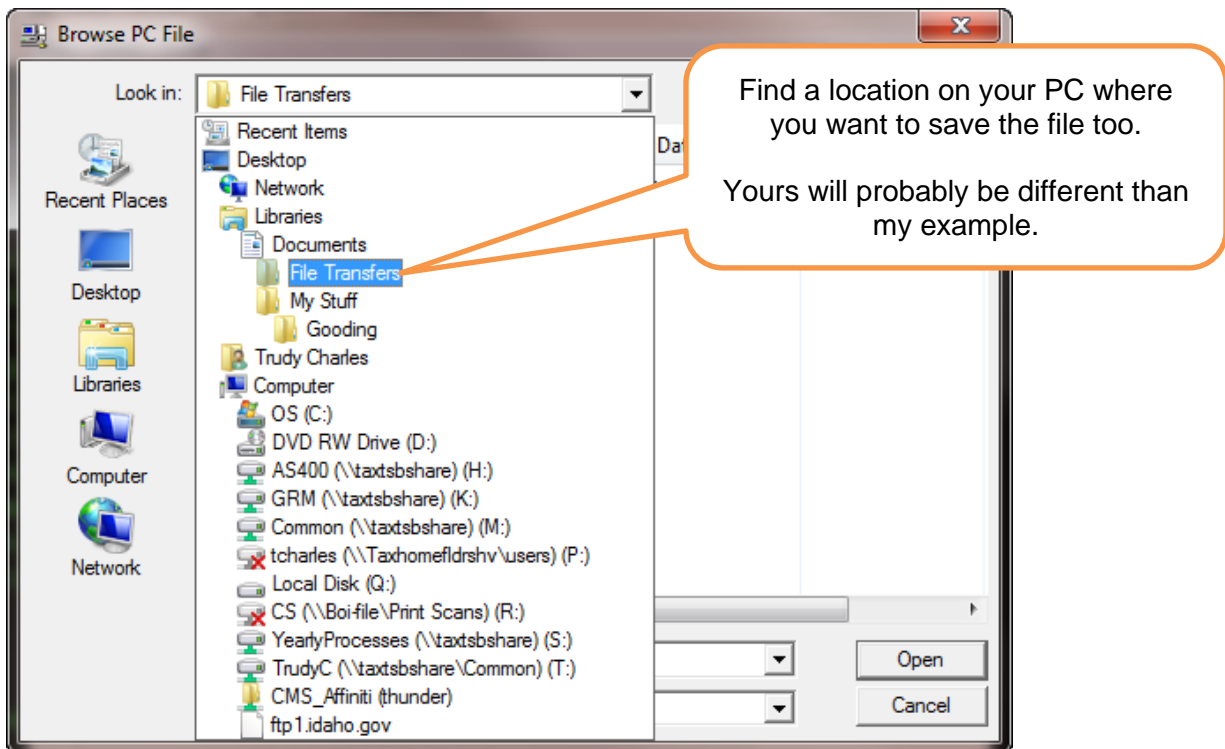 Browse PC File
Look in:
File Transfers
Find a location on your PC where
you want to save the file too.
Yours will probably be different than
my example.
Recent Places
Desktop
Libraries
Computer
Network
Recent Items
Desktop
Network
Libraries
Documents
File Transfers
My Stuff
Gooding
Trudy Charles
Computer
OS (C:)
DVD RW Drive (D:)
AS400 (\\taxtsbshare) (H:)
GRM (\\taxtsbshare) (K:)
Common (\\taxtsbshare) (M:)
tcharles (\\Taxhomefldrshv\users) (P:)
Local Disk (Q:)
CS (\\Boi-file\Print Scans) (R:)
YearlyProcesses (\\taxtsbshare) (S:)
TrudyC (\\taxtsbshare\Common) (T:)
CMS_Affiniti (thunder)
ftp1.idaho.gov
Open
Cancel